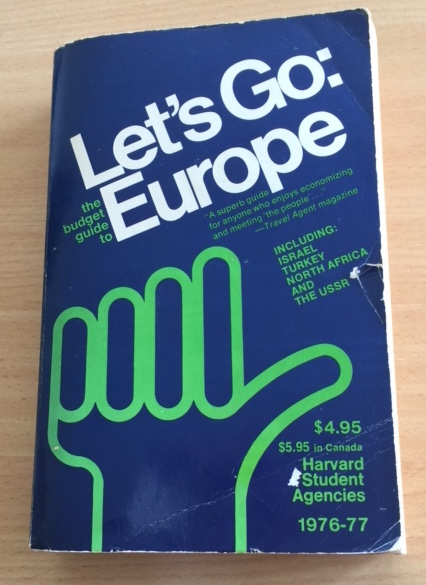 Let's Go:
the budget guide to
Europe
"A superb guide
for anyone who enjoys economizing
and meeting 'the people'. . ."
—Travel Agent magazine
INCLUDING:
ISRAEL
TURKEY
NORTH AFRICA
AND
THE USSR
$4.95
$5.95 in Canada
Harvard
Student
Agencies
1976-77